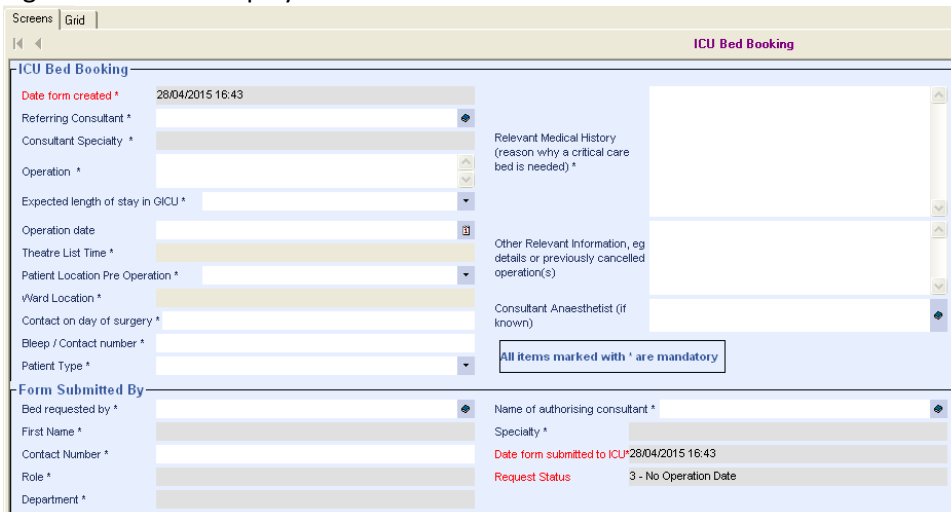 Screens Grid
ICU Bed Booking
ICU Bed Booking
Date form created * 28/04/2015 16:43
Referring Consultant *
Consultant Specialty *
Operation *
Expected length of stay in GICU *
Operation date
Theatre List Time *
Patient Location Pre Operation *
Ward Location *
Contact on day of surgery *
Bleep / Contact number *
Patient Type *
Relevant Medical History
(reason why a critical care
bed is needed) *
Other Relevant Information, eg
details or previously cancelled
operation(s)
Consultant Anaesthetist (if
known)
All items marked with * are mandatory
Form Submitted By
Bed requested by *
First Name *
Contact Number *
Role *
Department *
Name of authorising consultant *
Specialty *
Date form submitted to ICU* 28/04/2015 16:43
Request Status 3 - No Operation Date